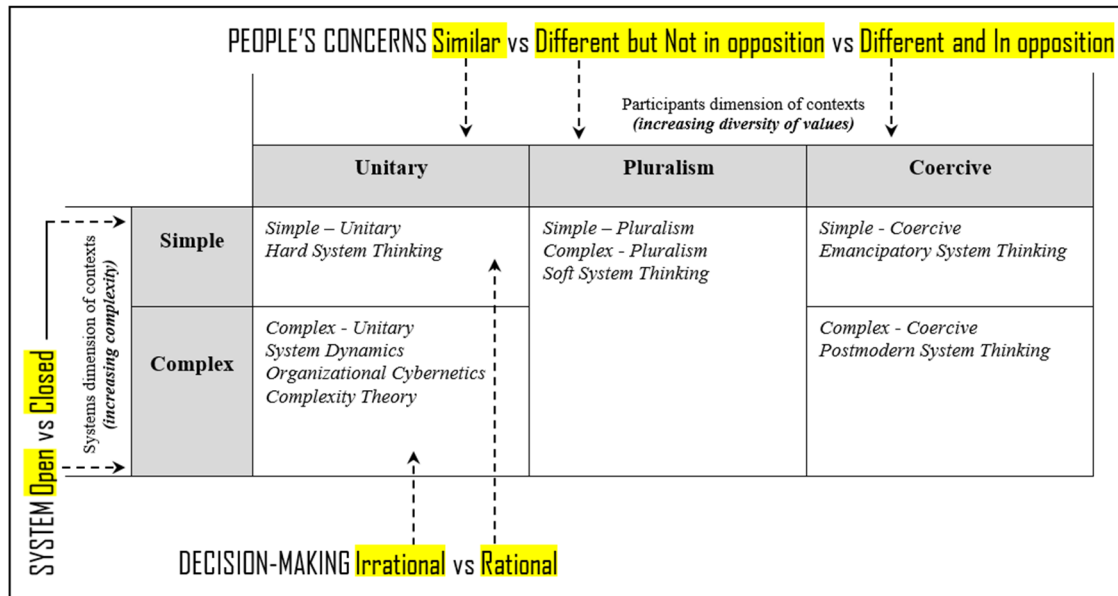 PEOPLE'S CONCERNS Similar vs Different but Not in opposition vs Different and In opposition
Participants dimension of contexts
(increasing diversity of values)
Unitary
Pluralism
Coercive
Simple
Simple – Unitary
Hard System Thinking
Simple – Pluralism
Complex - Pluralism
Soft System Thinking
Simple - Coercive
Emancipatory System Thinking
Complex
Complex - Unitary
System Dynamics
Organizational Cybernetics
Complexity Theory
Complex - Coercive
Postmodern System Thinking
SYSTEM Open vs Closed
Systems dimension of contexts
(increasing complexity)
DECISION-MAKING Irrational vs Rational